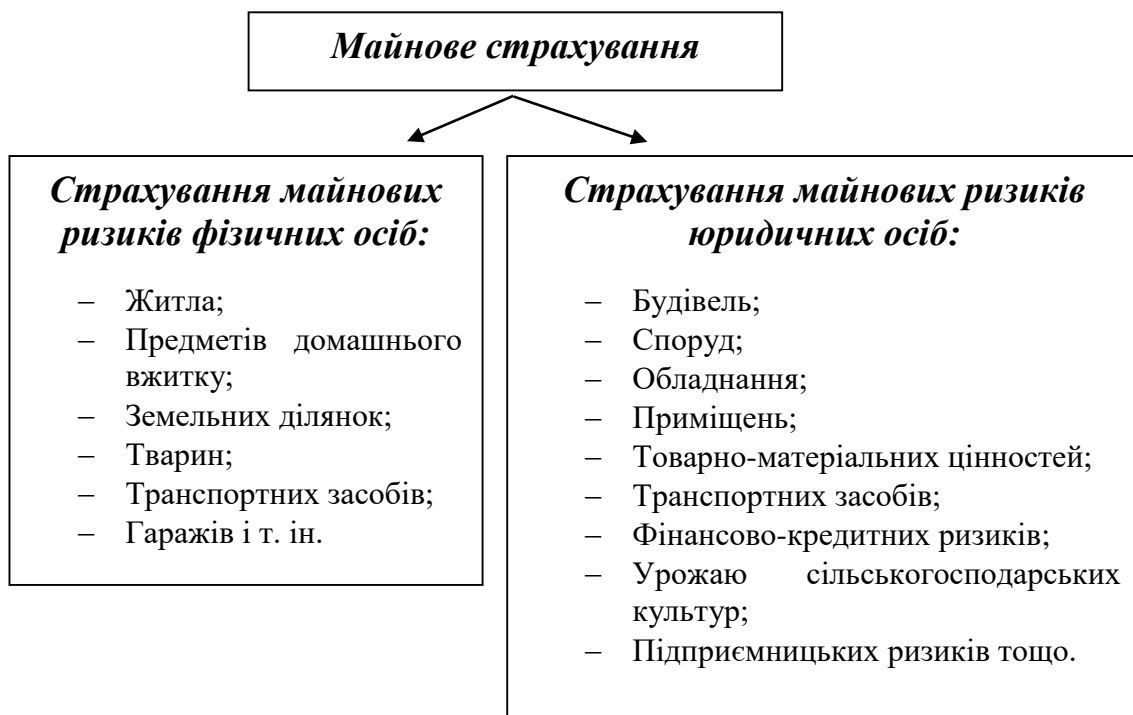 Майнове страхування
Страхування майнових
ризиків фізичних осіб:
– Житла;
– Предметів домашнього
вжитку;
– Земельних ділянок;
– Тварин;
– Транспортних засобів;
– Гаражів і т. ін.
Страхування майнових ризиків
юридичних осіб:
– Будівель;
– Споруд;
– Обладнання;
– Приміщень;
– Товарно-матеріальних цінностей;
– Транспортних засобів;
– Фінансово-кредитних ризиків;
– Урожаю сільськогосподарських
культур;
– Підприємницьких ризиків тощо.